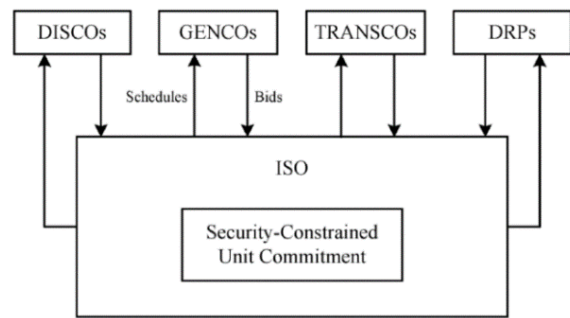 DISCOs
GENCOs
TRANSCOs
DRPs
Schedules
Bids
ISO
Security-Constrained
Unit Commitment